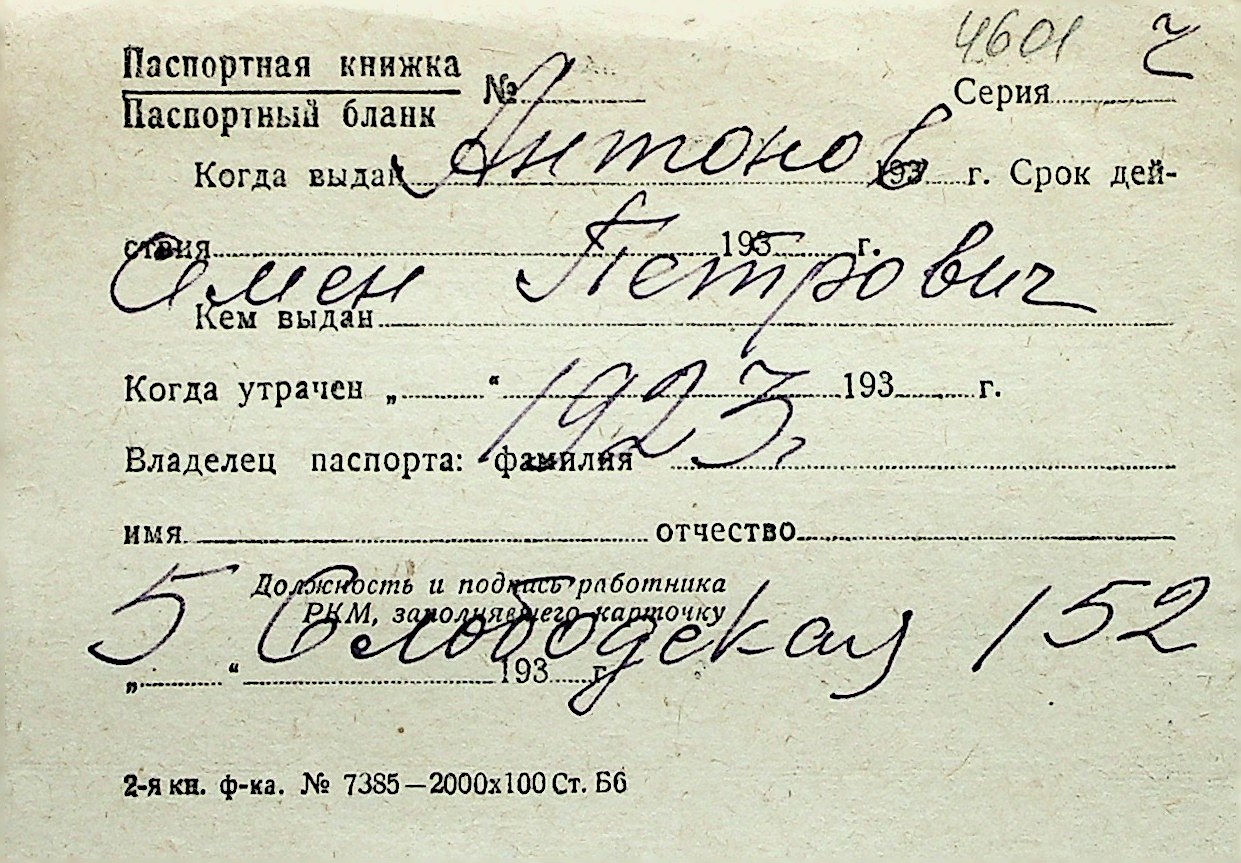 4601 ч
Паспортная книжка
Паспортный бланк
№ Серия
Антонов
Когда выдан 193 г. Срок дей-
ствия 193 г.
Семен Петрович
Кем выдан
Когда утрачен „ “ 193 г.
1923
Владелец паспорта: фамилия
имя отчество
Должность и подпись работника
РКМ, заполнявшего карточку
5 Слободская 152
„ “ 193 г.
2-я кн. ф-ка. № 7385—2000х100 Ст. Б6